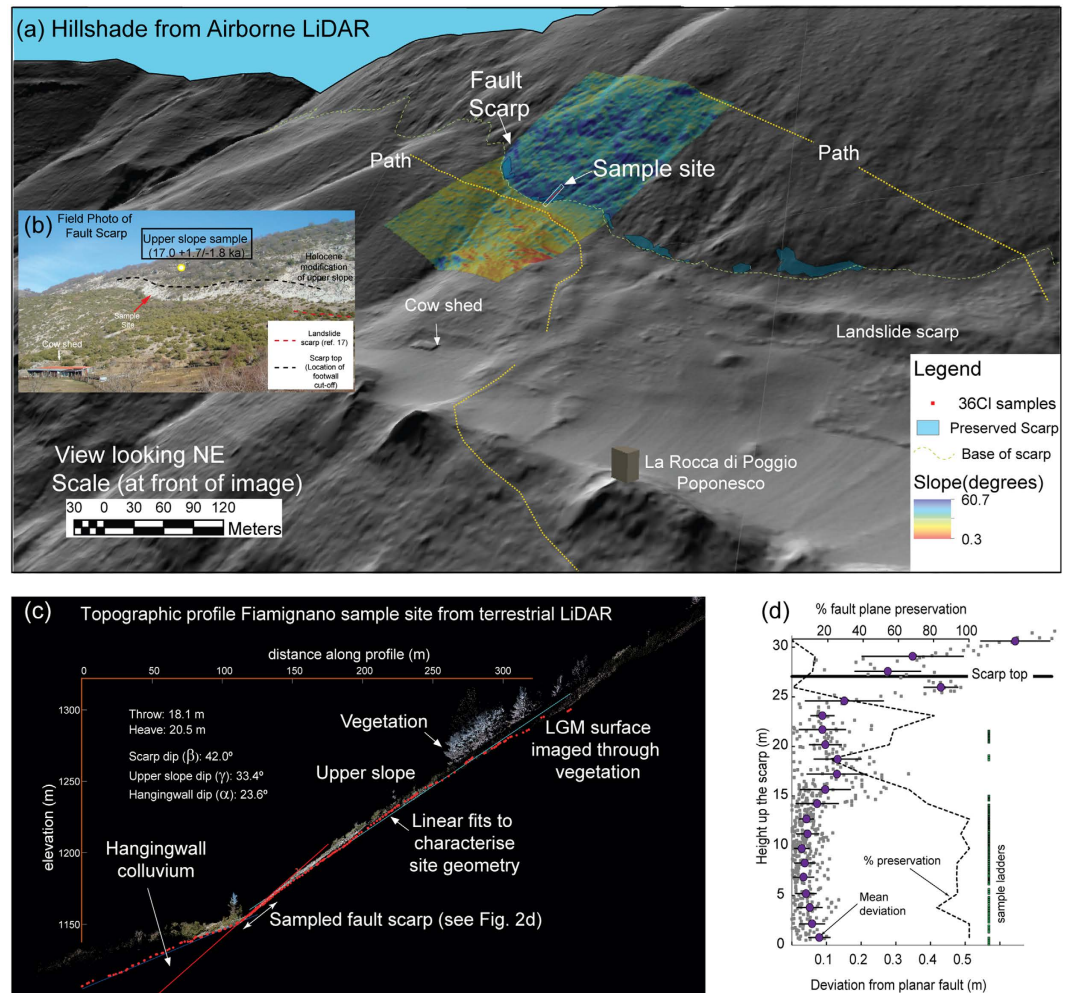 (a) Hillshade from Airborne LiDAR
Fault
Scarp
Path
Sample site
Path
(b)
Field Photo of
Fault Scarp
Upper slope sample
(17.0 +1.7/-1.8 ka)
Holocene
modification
of upper slope
Sample
Site
Cow shed
Landslide
scarp (ref. 17)
Scarp top
(Location of
footwall
cut-off)
Cow shed
Landslide scarp
La Rocca di Poggio
Poponesco
View looking NE
Scale (at front of image)
30 0 30 60 90 120
Meters
Legend
36Cl samples
Preserved Scarp
Base of scarp
Slope(degrees)
60.7
0.3
(c) Topographic profile Fiamignano sample site from terrestrial LiDAR
distance along profile (m)
0 50 100 150 200 250 300
1300
1250
1200
1150
elevation (m)
Throw: 18.1 m
Heave: 20.5 m
Scarp dip (β): 42.0º
Upper slope dip (γ): 33.4º
Hangingwall dip (α): 23.6º
Vegetation
Upper slope
LGM surface
imaged through
vegetation
Linear fits to
characterise
site geometry
Hangingwall
colluvium
Sampled fault scarp (see Fig. 2d)
(d)
% fault plane preservation
20 40 60 80 100
30
25
20
15
10
5
0
Height up the scarp (m)
Scarp top
% preservation
Mean
deviation
sample ladders
0.1 0.2 0.3 0.4 0.5
Deviation from planar fault (m)